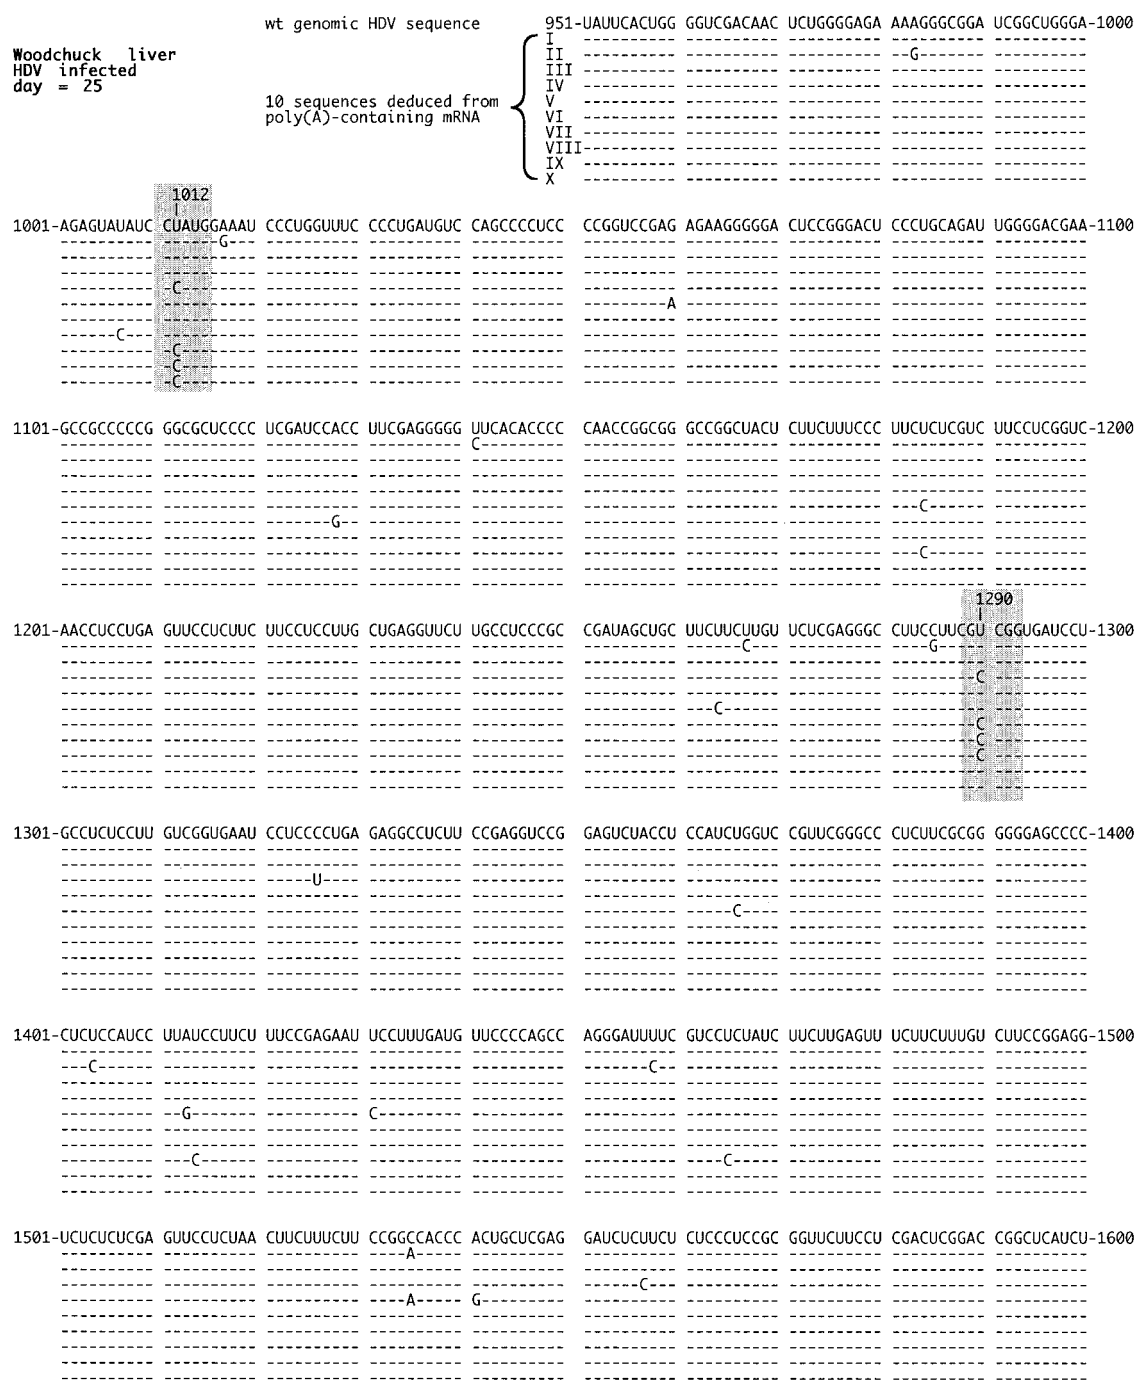 wt genomic HDV sequence 951-UAUUCACUGG GGUCGACAAC UCUGGGGAGA AAAGGGCGGA UCGGCUGGGA-1000
Woodchuck liver
HDV infected
day = 25
10 sequences deduced from
poly(A)-containing mRNA
I
II G
III
IV
V
VI
VII
VIII
IX
X
1012
1001-AGAGUAUAUC CUAUGGAAAU CCCUGGUUUC CCCUGAUGUC CAGCCCCUCC CCGGUCCGAG AGAAGGGGGA CUCCGGGACU CCCUGCAGAU UGGGGACGAA-1100
G
C
A
C
C
C
C
1101-GCCGCCCCCG GGCGCUCCCC UCGAUCCACC UUCGAGGGGG UUCACACCCC CAACCGGCGG GCCGGCUACU CUUCUUUCCC UUCUCUCGUC UUCCUCGGUC-1200
C
C
G
C
1290
1201-AACCUCCUGA GUUCCUCUUC UUCCUCCUUG CUGAGGUUCU UGCCUCCCGC CGAUAGCUGC UUCUUCUUGU UCUCGAGGGC CUUCCUUCGU CGGUGAUCCU-1300
C G
C
C
C
C
C
1301-GCCUCUCCUU GUCGGUGAAU CCUCCCCUGA GAGGCCUCUU CCGAGGUCCG GAGUCUACCU CCAUCUGGUC CGUUCGGGCC CUCUUCGCGG GGGGAGCCCC-1400
U
C
1401-CUCUCCAUCC UUAUCCUUCU UUCCGAGAAU UCCUUUGAUG UUCCCCAGCC AGGGAUUUUC GUCCUCUAUC UUCUUGAGUU UCUUCUUUGU CUUCCGGAGG-1500
C C
G C
C C
1501-UCUCUCUCGA GUUCCUCUAA CUUCUUUCUU CCGGCCACCC ACUGCUCGAG GAUCUCUUCU CUCCCUCCGC GGUUCUUCCU CGACUCGGAC CGGCUCAUCU-1600
A
C
A G